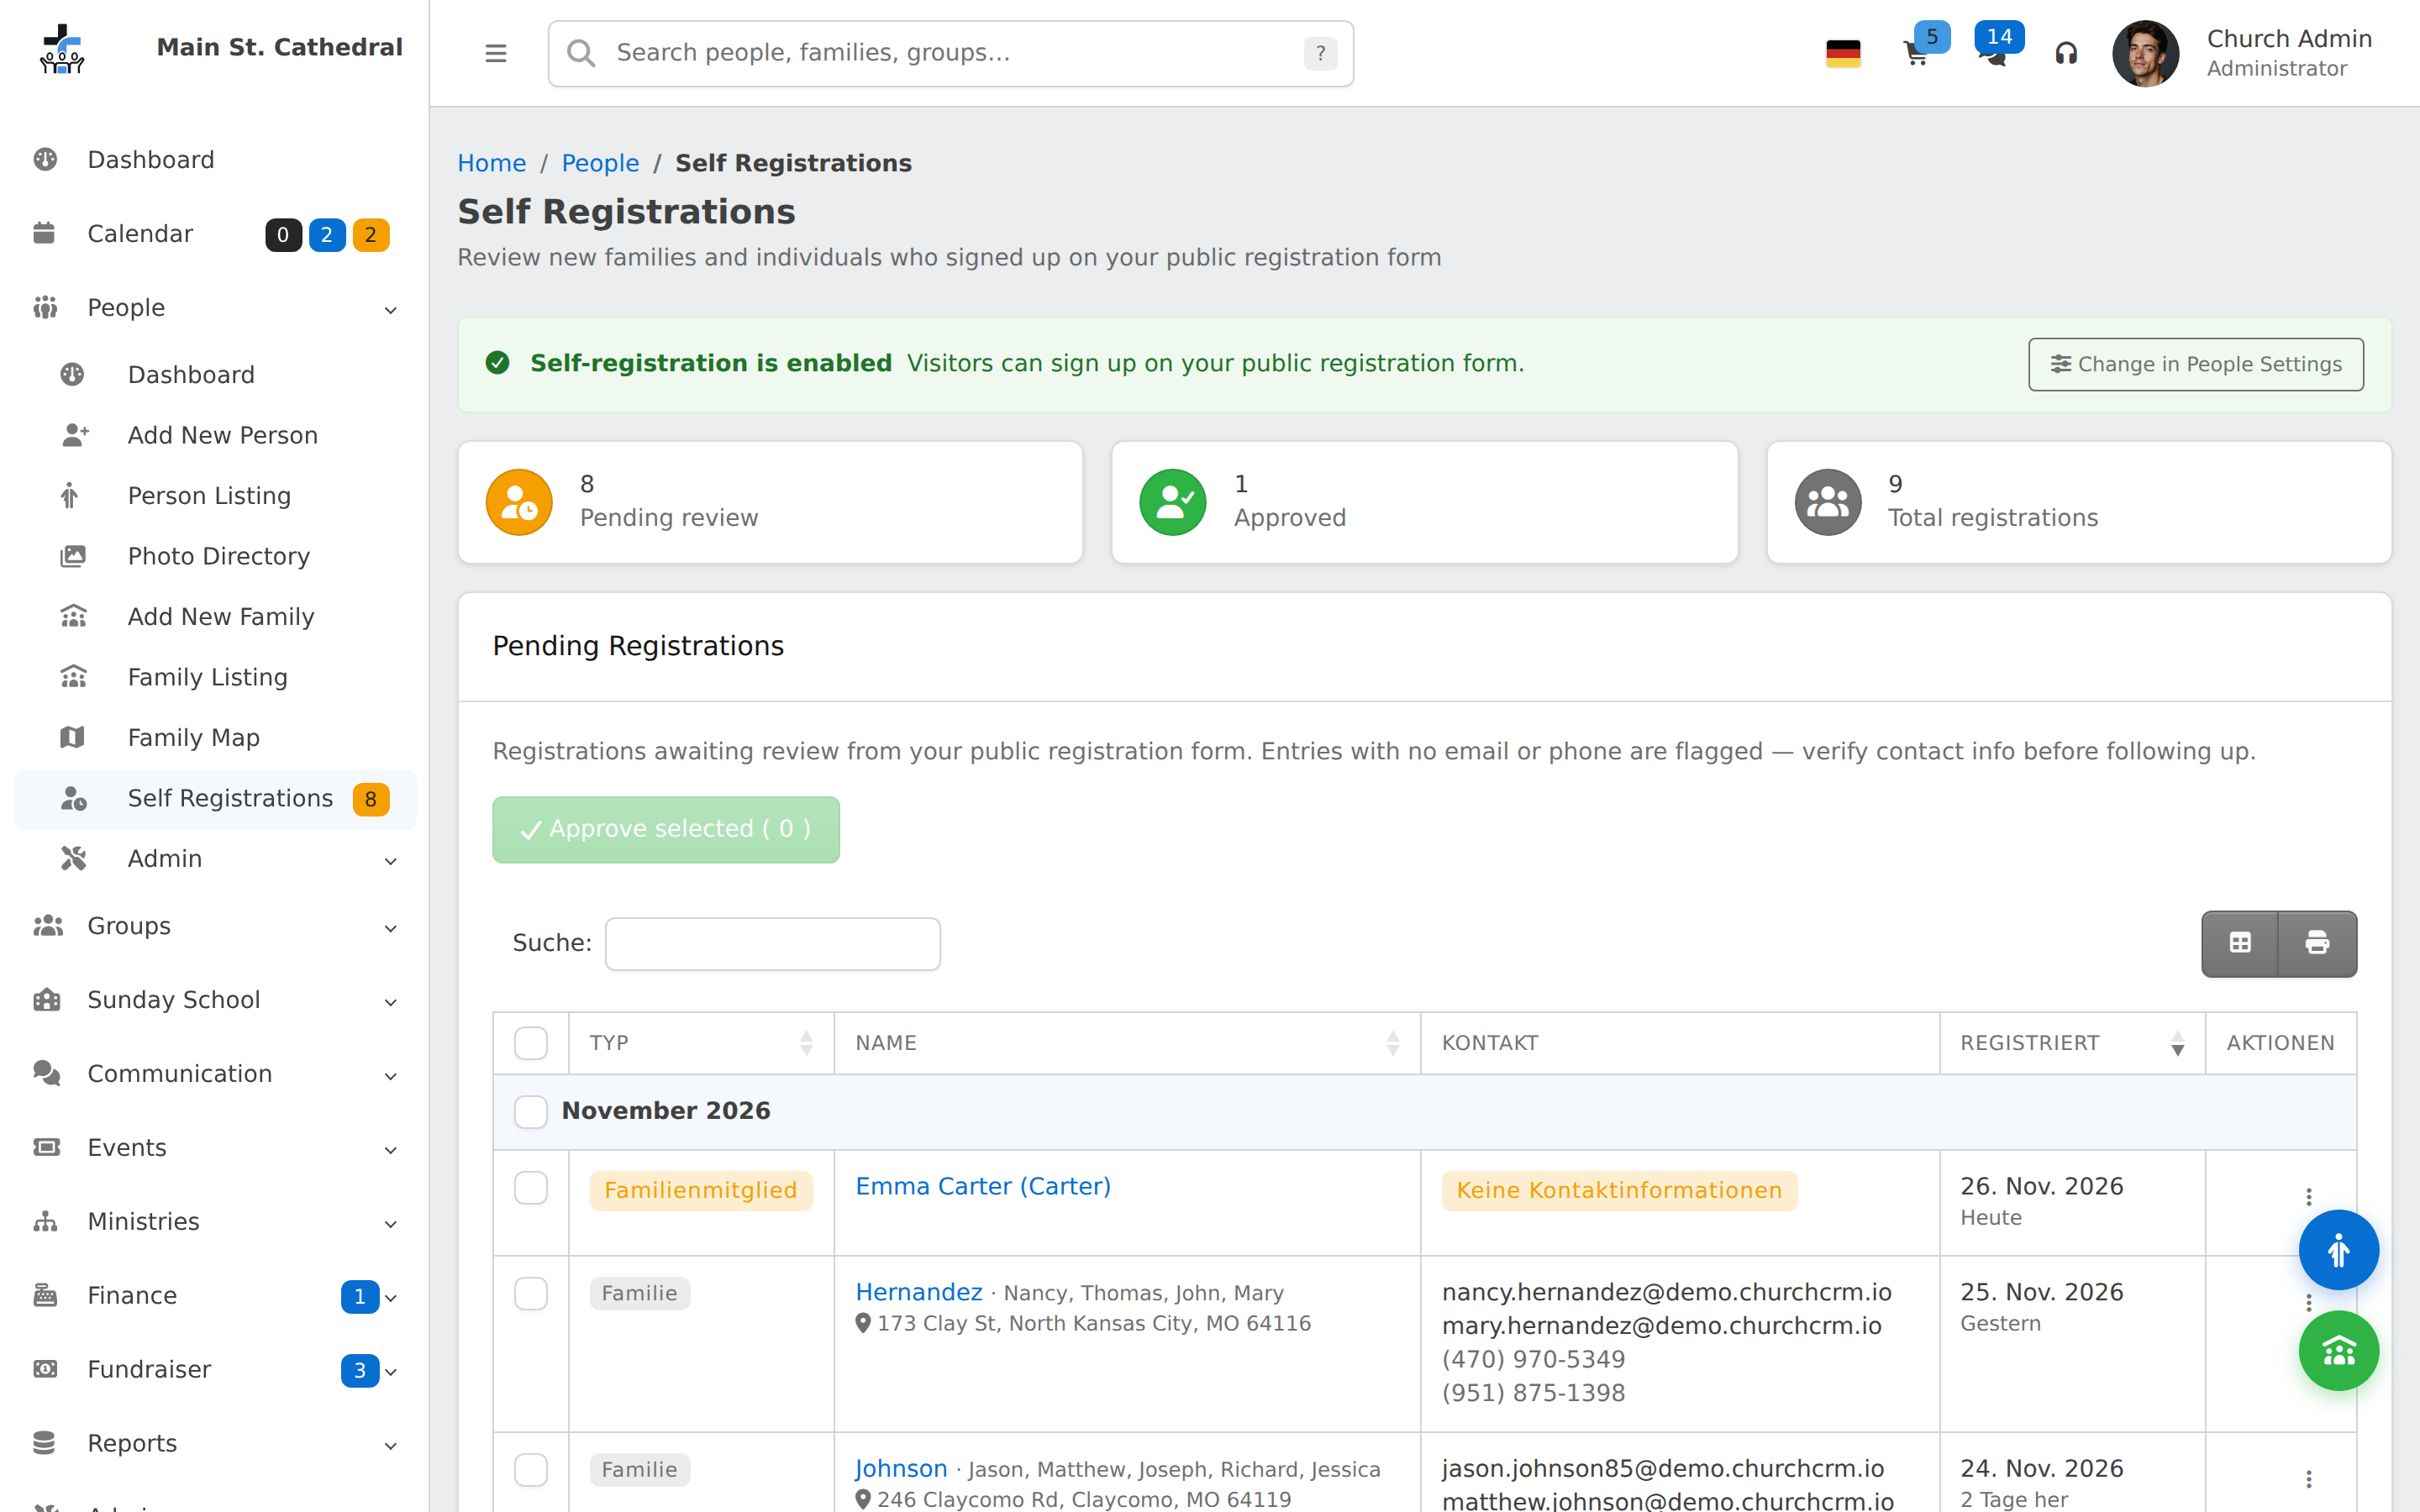 Main St. Cathedral
Search people, families, groups...
?
5
14
Church Admin
Administrator
Dashboard
Calendar
0
2
2
People
Dashboard
Add New Person
Person Listing
Photo Directory
Add New Family
Family Listing
Family Map
Self Registrations
8
Admin
Groups
Sunday School
Communication
Events
Ministries
Finance
1
Fundraiser
3
Reports
Home / People / Self Registrations
Self Registrations
Review new families and individuals who signed up on your public registration form
Self-registration is enabled Visitors can sign up on your public registration form.
Change in People Settings
8
Pending review
1
Approved
9
Total registrations
Pending Registrations
Registrations awaiting review from your public registration form. Entries with no email or phone are flagged — verify contact info before following up.
Approve selected ( 0 )
Suche:
TYP
NAME
KONTAKT
REGISTRIERT
AKTIONEN
November 2026
Familienmitglied
Emma Carter (Carter)
Keine Kontaktinformationen
26. Nov. 2026
Heute
Familie
Hernandez · Nancy, Thomas, John, Mary
173 Clay St, North Kansas City, MO 64116
nancy.hernandez@demo.churchcrm.io
mary.hernandez@demo.churchcrm.io
(470) 970-5349
(951) 875-1398
25. Nov. 2026
Gestern
Familie
Johnson · Jason, Matthew, Joseph, Richard, Jessica
246 Claycomo Rd, Claycomo, MO 64119
jason.johnson85@demo.churchcrm.io
matthew.johnson@demo.churchcrm.io
24. Nov. 2026
2 Tage her